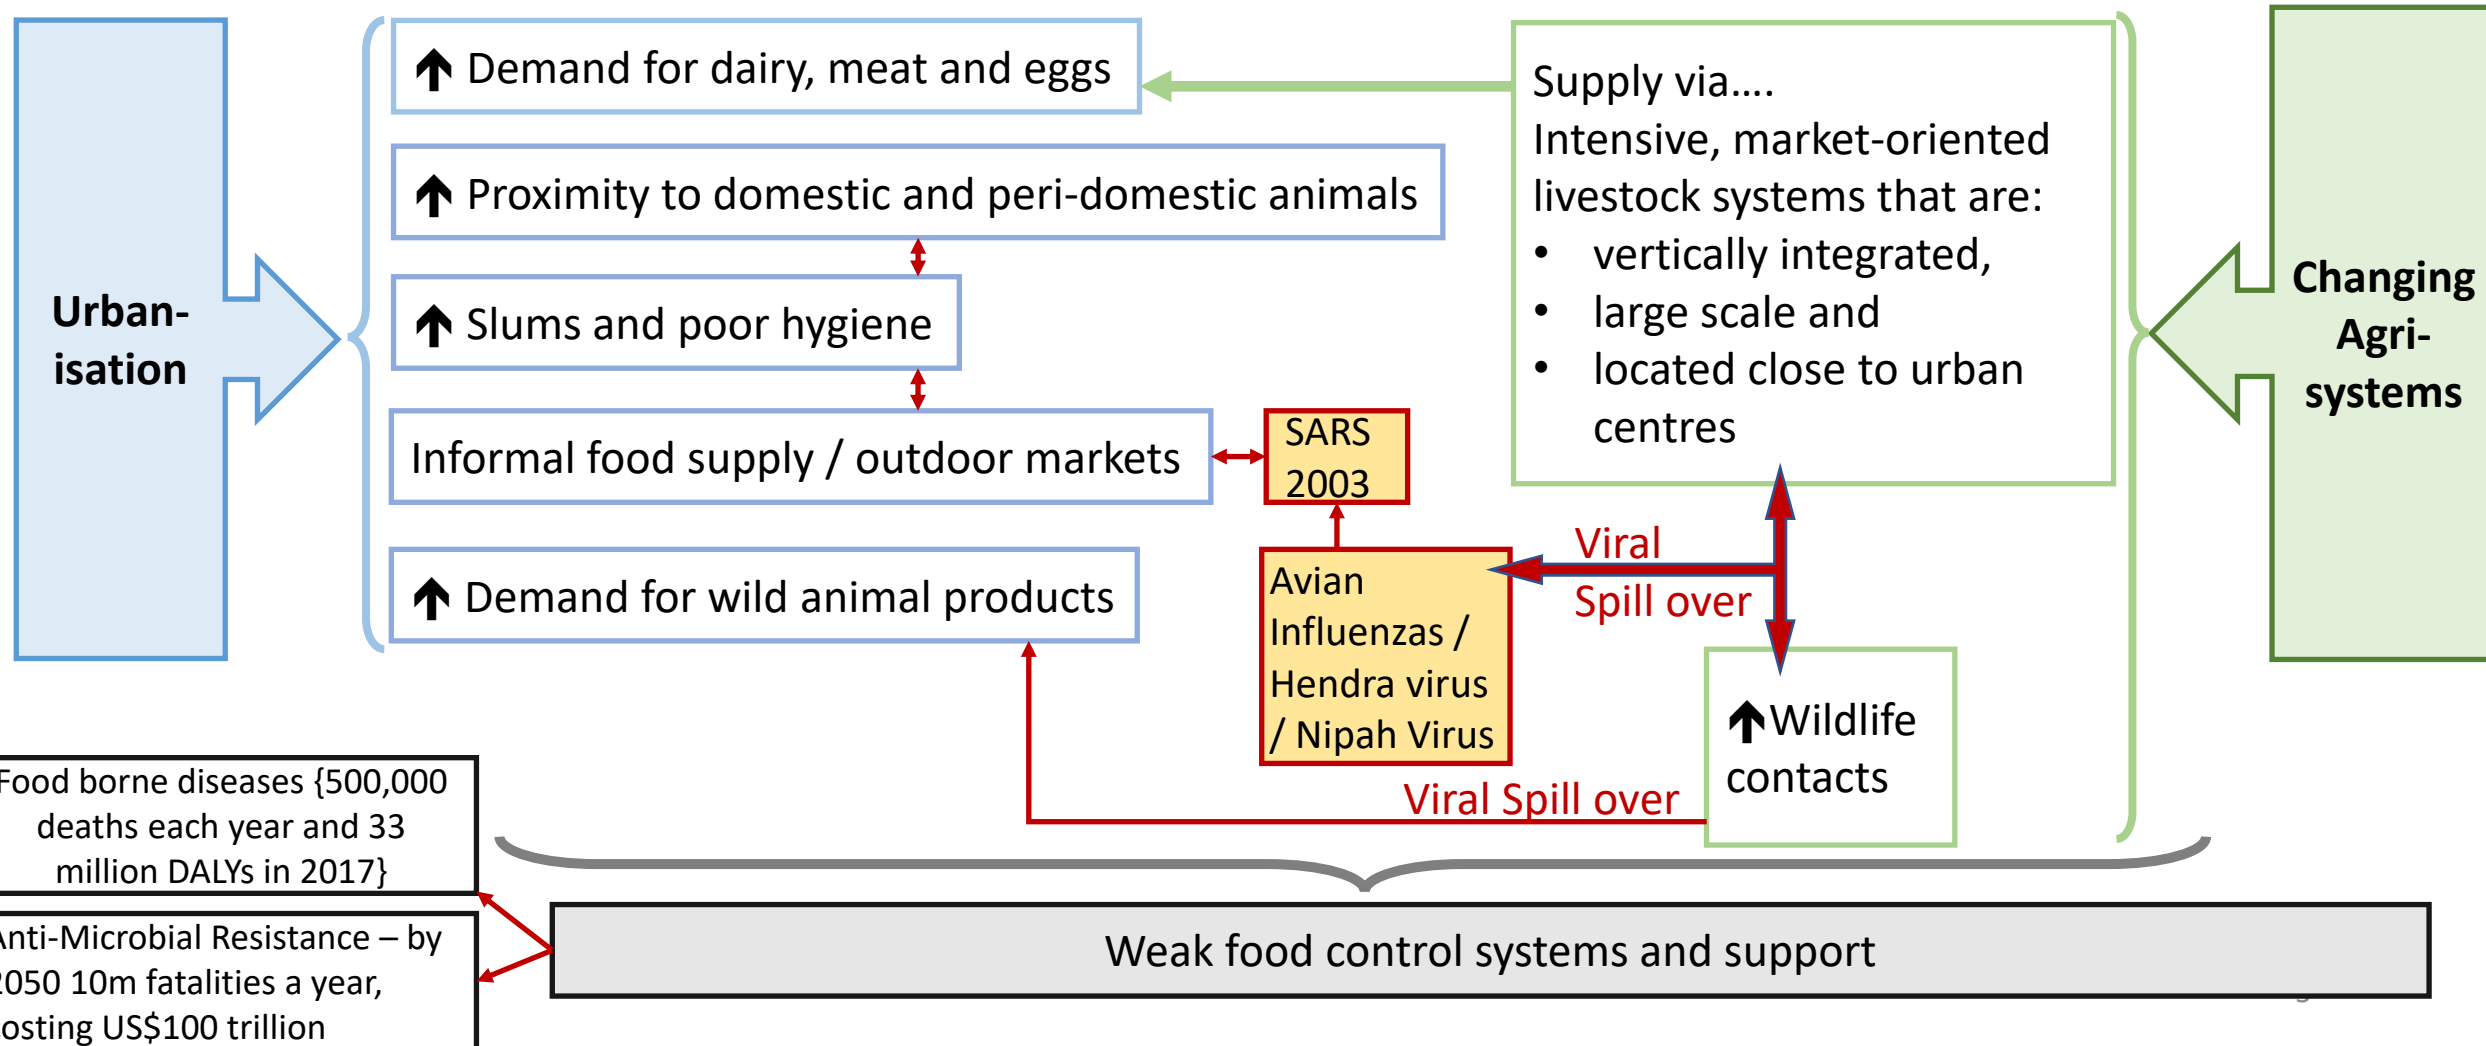 Urban-
isation
↑ Demand for dairy, meat and eggs
↑ Proximity to domestic and peri-domestic animals
↑ Slums and poor hygiene
Informal food supply / outdoor markets
↑ Demand for wild animal products
SARS
2003
Avian
Influenzas /
Hendra virus
/ Nipah Virus
Supply via....
Intensive, market-oriented
livestock systems that are:
• vertically integrated,
• large scale and
• located close to urban
centres
Viral
Spill over
↑Wildlife
contacts
Viral Spill over
Changing
Agri-
systems
Food borne diseases {500,000
deaths each year and 33
million DALYs in 2017}
Anti-Microbial Resistance – by
2050 10m fatalities a year,
costing US$100 trillion
Weak food control systems and support